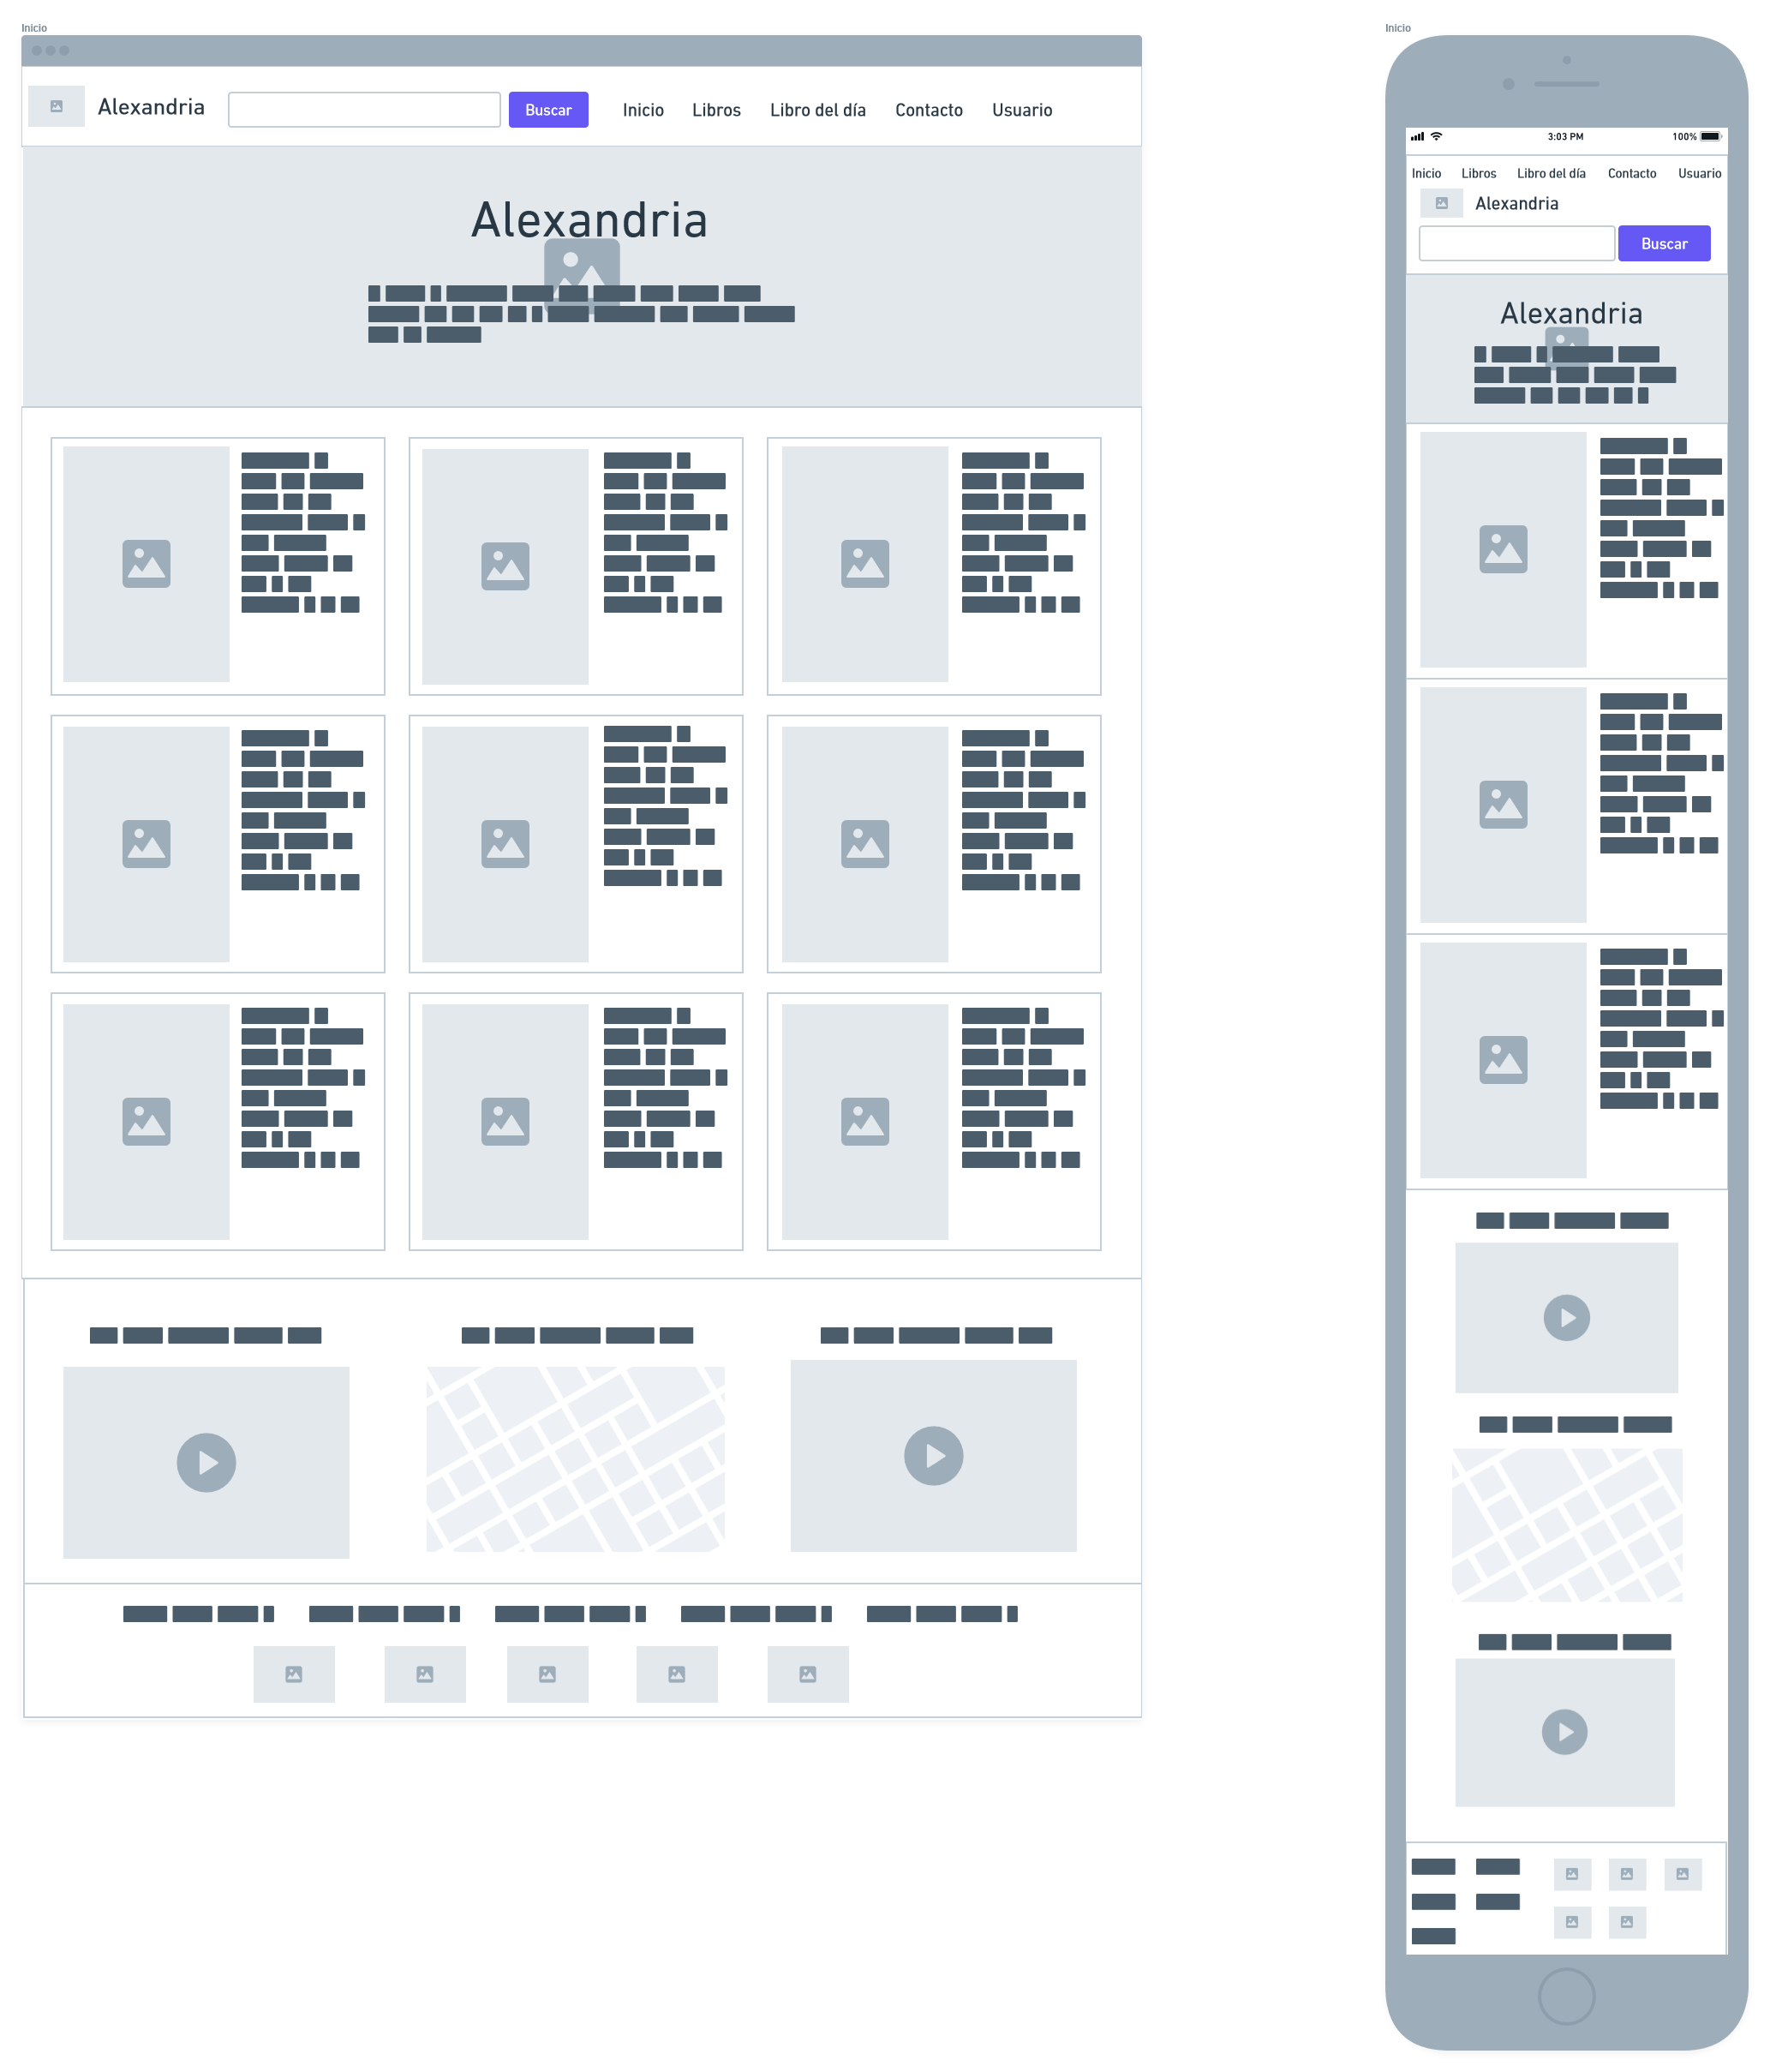 Inicio
Alexandria
Buscar
Inicio Libros Libro del día Contacto Usuario
Alexandria
Inicio
3:03 PM 100%
Inicio Libros Libro del día Contacto Usuario
Alexandria
Buscar
Alexandria